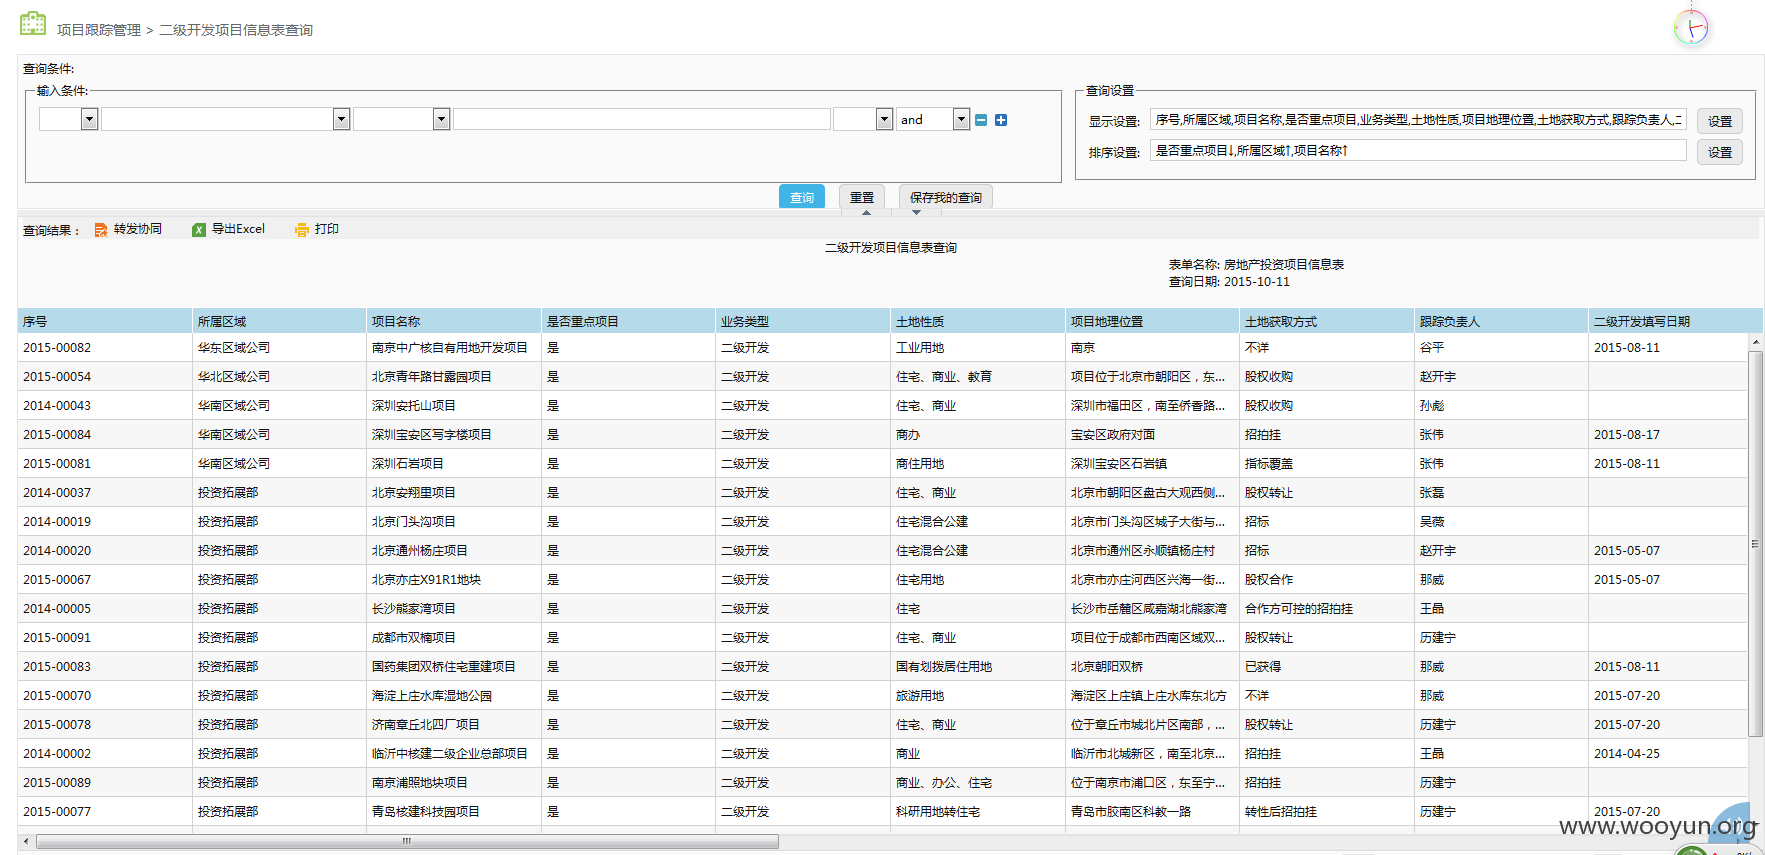 项目跟踪管理 > 二级开发项目信息表查询
查询条件:
输入条件:
and
查询设置
显示设置: 序号,所属区域,项目名称,是否重点项目,业务类型,土地性质,项目地理位置,土地获取方式,跟踪负责人,二 设置
排序设置: 是否重点项目↓,所属区域↑,项目名称↑ 设置
查询 重置 保存我的查询
查询结果： 转发协同 导出Excel 打印
二级开发项目信息表查询
表单名称: 房地产投资项目信息表
查询日期: 2015-10-11
序号 所属区域 项目名称 是否重点项目 业务类型 土地性质 项目地理位置 土地获取方式 跟踪负责人 二级开发填写日期
2015-00082 华东区域公司 南京中广核自有用地开发项目 是 二级开发 工业用地 南京 不详 谷平 2015-08-11
2015-00054 华北区域公司 北京青年路甘露园项目 是 二级开发 住宅、商业、教育 项目位于北京市朝阳区，东... 股权收购 赵开宇
2014-00043 华南区域公司 深圳安托山项目 是 二级开发 住宅、商业 深圳市福田区，南至侨香路... 股权收购 孙彪
2015-00084 华南区域公司 深圳宝安区写字楼项目 是 二级开发 商办 宝安区政府对面 招拍挂 张伟 2015-08-17
2015-00081 华南区域公司 深圳石岩项目 是 二级开发 商住用地 深圳宝安区石岩镇 指标覆盖 张伟 2015-08-11
2014-00037 投资拓展部 北京安翔里项目 是 二级开发 住宅、商业 北京市朝阳区盘古大观西侧... 股权转让 张磊
2014-00019 投资拓展部 北京门头沟项目 是 二级开发 住宅混合公建 北京市门头沟区城子大街与... 招标 吴薇
2014-00020 投资拓展部 北京通州杨庄项目 是 二级开发 住宅混合公建 北京市通州区永顺镇杨庄村 招标 赵开宇 2015-05-07
2015-00067 投资拓展部 北京亦庄X91R1地块 是 二级开发 住宅用地 北京市亦庄河西区兴海一街... 股权合作 那威 2015-05-07
2014-00005 投资拓展部 长沙熊家湾项目 是 二级开发 住宅 长沙市岳麓区咸嘉湖北熊家湾 合作方可控的招拍挂 王晶
2015-00091 投资拓展部 成都市双楠项目 是 二级开发 住宅、商业 项目位于成都市西南区域双... 股权转让 历建宁
2015-00083 投资拓展部 国药集团双桥住宅重建项目 是 二级开发 国有划拨居住用地 北京朝阳双桥 已获得 那威 2015-08-11
2015-00070 投资拓展部 海淀上庄水库湿地公园 是 二级开发 旅游用地 海淀区上庄镇上庄水库东北方 不详 那威 2015-07-20
2015-00078 投资拓展部 济南章丘北四厂项目 是 二级开发 住宅、商业 位于章丘市城北片区南部，... 股权转让 历建宁 2015-07-20
2014-00002 投资拓展部 临沂中核建二级企业总部项目 是 二级开发 商业 临沂市北城新区，南至北京... 招拍挂 王晶 2014-04-25
2015-00089 投资拓展部 南京浦照地块项目 是 二级开发 商业、办公、住宅 位于南京市浦口区，东至宁... 招拍挂 历建宁
2015-00077 投资拓展部 青岛核建科技园项目 是 二级开发 科研用地转住宅 青岛市胶南区科教一路 转性后招拍挂 历建宁 2015-07-20
www.wooyun.org